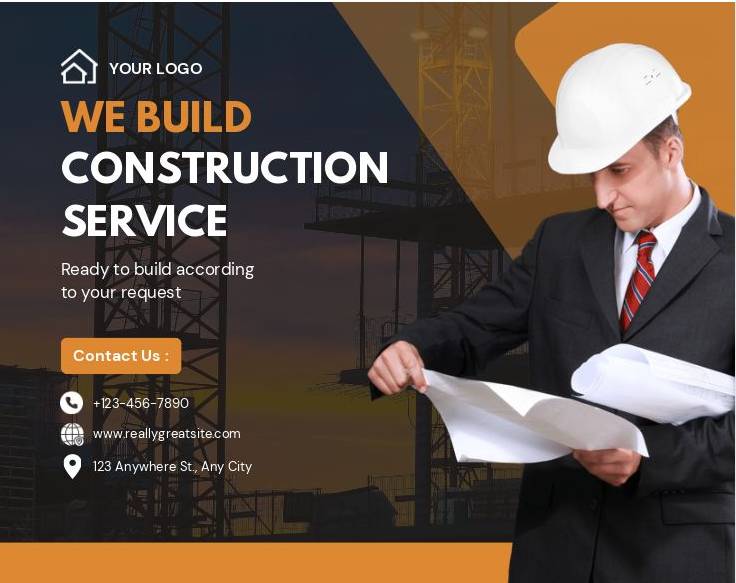 YOUR LOGO
WE BUILD
CONSTRUCTION
SERVICE
Ready to build according
to your request
Contact Us :
+123-456-7890
www.reallygreatsite.com
123 Anywhere St., Any City